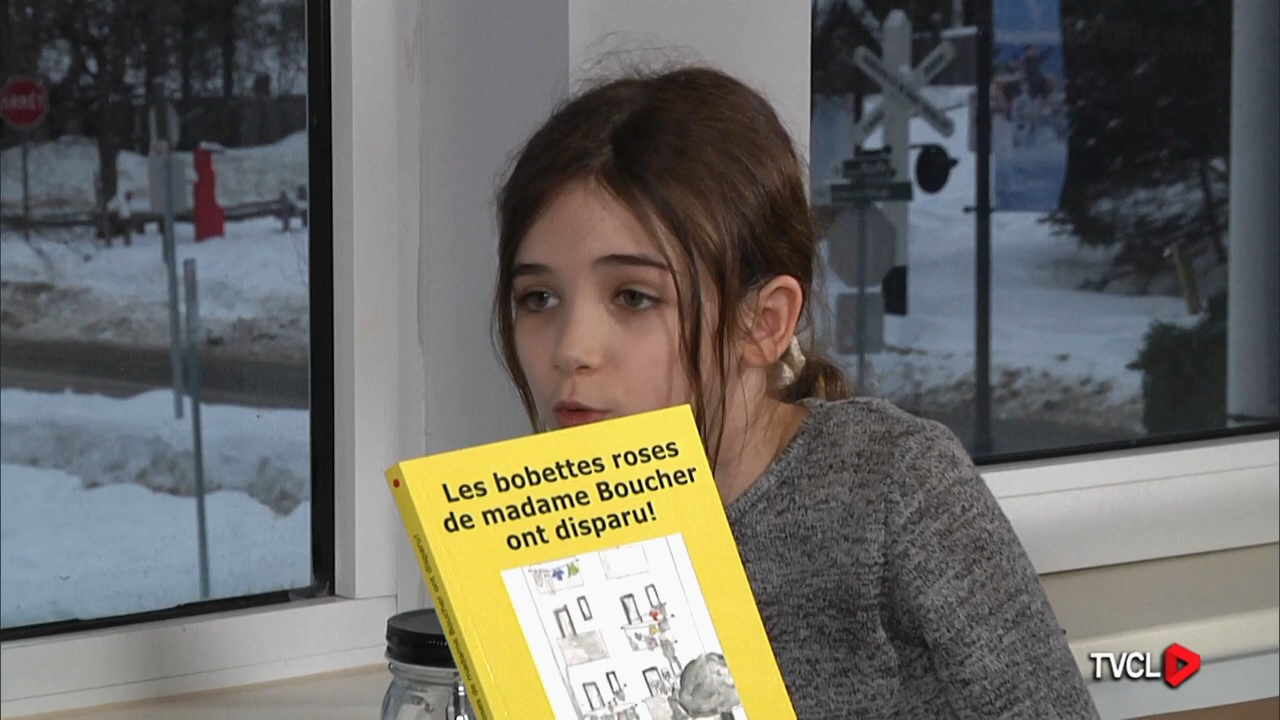 ARRÊT
Les bobettes roses
de madame Boucher
ont disparu!
TVCL